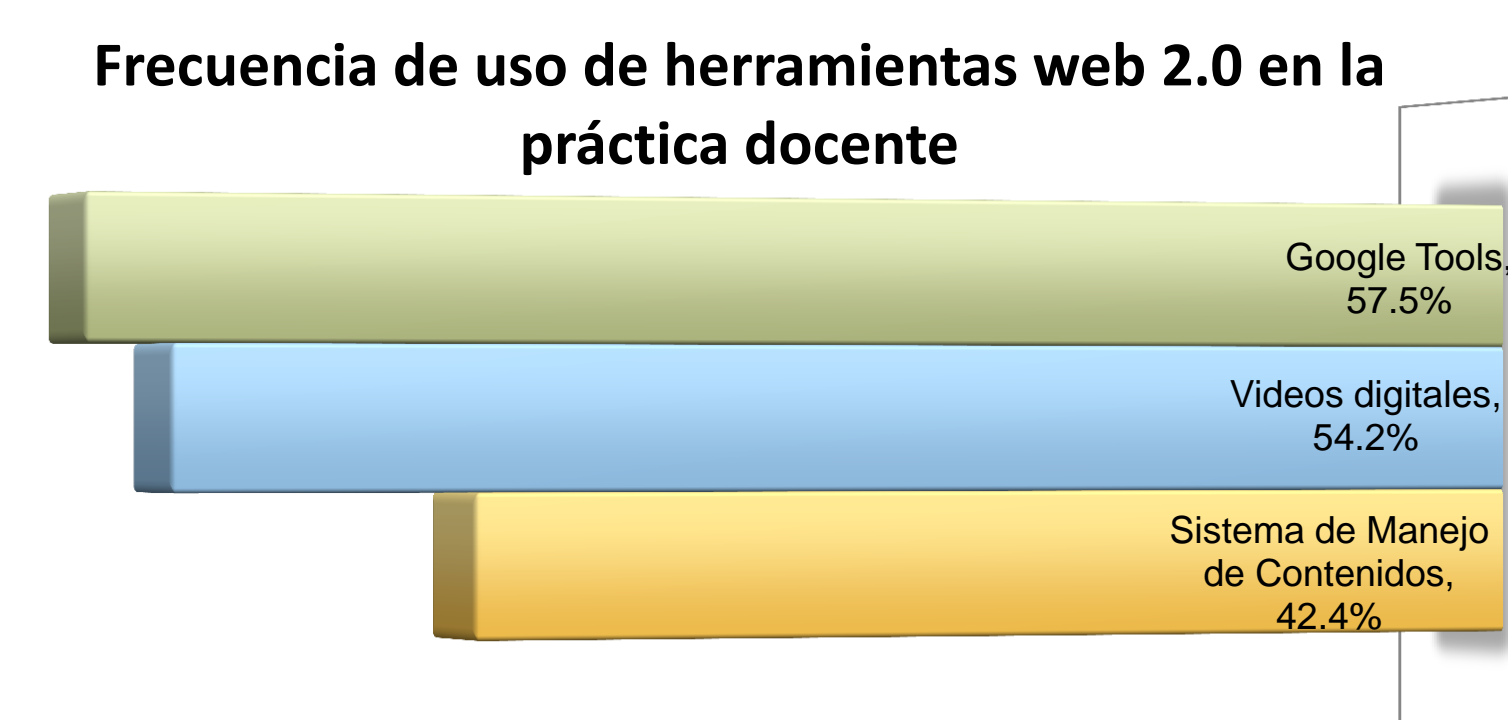 Frecuencia de uso de herramientas web 2.0 en la
práctica docente
Google Tools,
57.5%
Videos digitales,
54.2%
Sistema de Manejo
de Contenidos,
42.4%